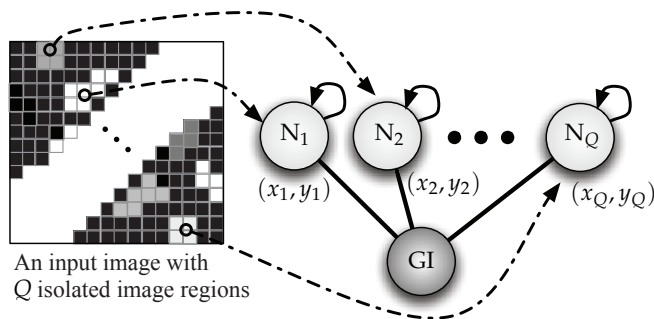 N1 N2 NQ
(x1, y1) (x2, y2) (xQ, yQ)
GI
An input image with
Q isolated image regions